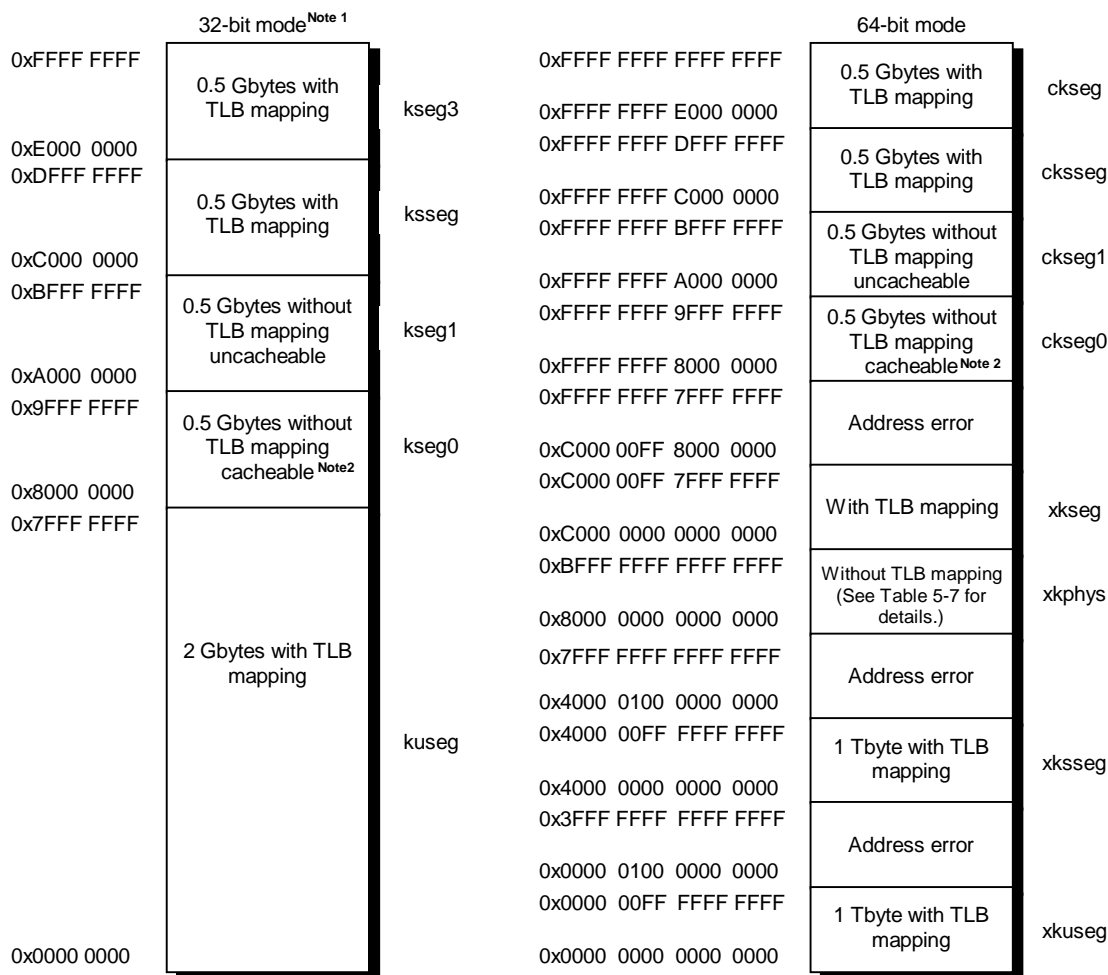 32-bit mode Note 1
0xFFFF FFFF
0.5 Gbytes with
TLB mapping
kseg3
0xE000 0000
0xDFFF FFFF
0.5 Gbytes with
TLB mapping
ksseg
0xC000 0000
0xBFFF FFFF
0.5 Gbytes without
TLB mapping
uncacheable
kseg1
0xA000 0000
0x9FFF FFFF
0.5 Gbytes without
TLB mapping
cacheable Note2
kseg0
0x8000 0000
0x7FFF FFFF
2 Gbytes with TLB
mapping
kuseg
0x0000 0000
64-bit mode
0xFFFF FFFF FFFF FFFF
0.5 Gbytes with
TLB mapping
ckseg
0xFFFF FFFF E000 0000
0xFFFF FFFF DFFF FFFF
0.5 Gbytes with
TLB mapping
cksseg
0xFFFF FFFF C000 0000
0xFFFF FFFF BFFF FFFF
0.5 Gbytes without
TLB mapping
uncacheable
ckseg1
0xFFFF FFFF A000 0000
0xFFFF FFFF 9FFF FFFF
0.5 Gbytes without
TLB mapping
cacheable Note 2
ckseg0
0xFFFF FFFF 8000 0000
0xFFFF FFFF 7FFF FFFF
Address error
0xC000 00FF 8000 0000
0xC000 00FF 7FFF FFFF
With TLB mapping
xkseg
0xC000 0000 0000 0000
0xBFFF FFFF FFFF FFFF
Without TLB mapping
(See Table 5-7 for
details.)
xkphys
0x8000 0000 0000 0000
0x7FFF FFFF FFFF FFFF
Address error
0x4000 0100 0000 0000
0x4000 00FF FFFF FFFF
1 Tbyte with TLB
mapping
xksseg
0x4000 0000 0000 0000
0x3FFF FFFF FFFF FFFF
Address error
0x0000 0100 0000 0000
0x0000 00FF FFFF FFFF
1 Tbyte with TLB
mapping
xkuseg
0x0000 0000 0000 0000